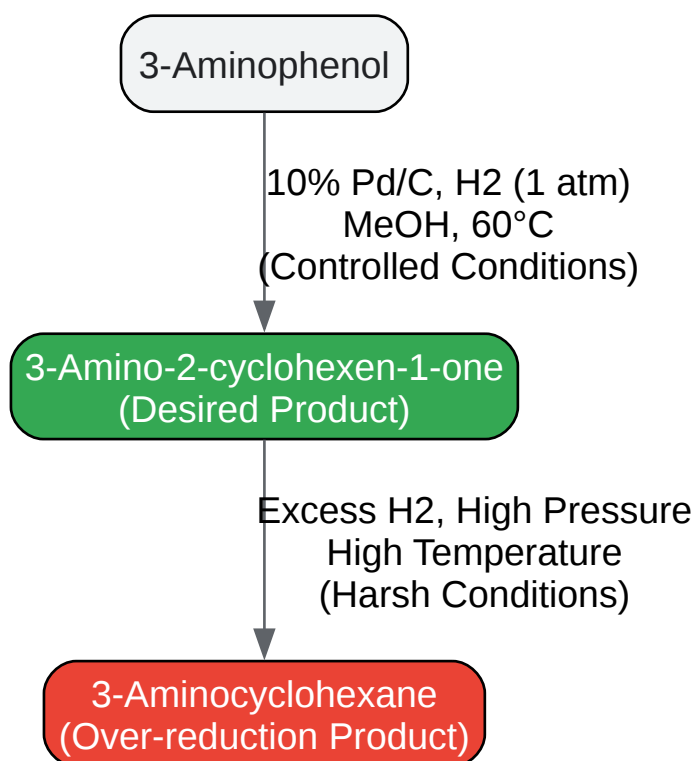 3-Aminophenol
10% Pd/C, H2 (1 atm)
MeOH, 60°C
(Controlled Conditions)
3-Amino-2-cyclohexen-1-one
(Desired Product)
Excess H2, High Pressure
High Temperature
(Harsh Conditions)
3-Aminocyclohexane
(Over-reduction Product)